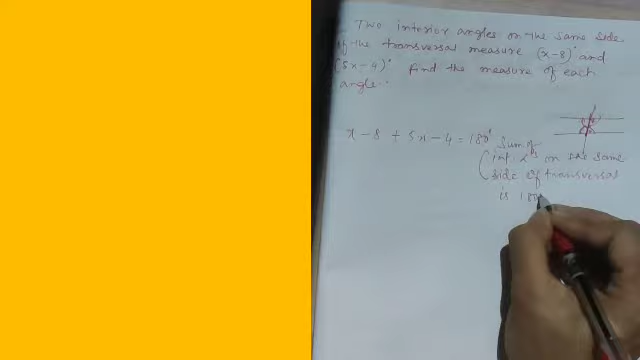 Two interior angles on the same side
of the transversal measure (x-8)° and
(5x-4)° find the measure of each
angle..
x-8 + 5x-4 = 180°
(Sum of
int. ∠s on the same
side of transversal
is 180